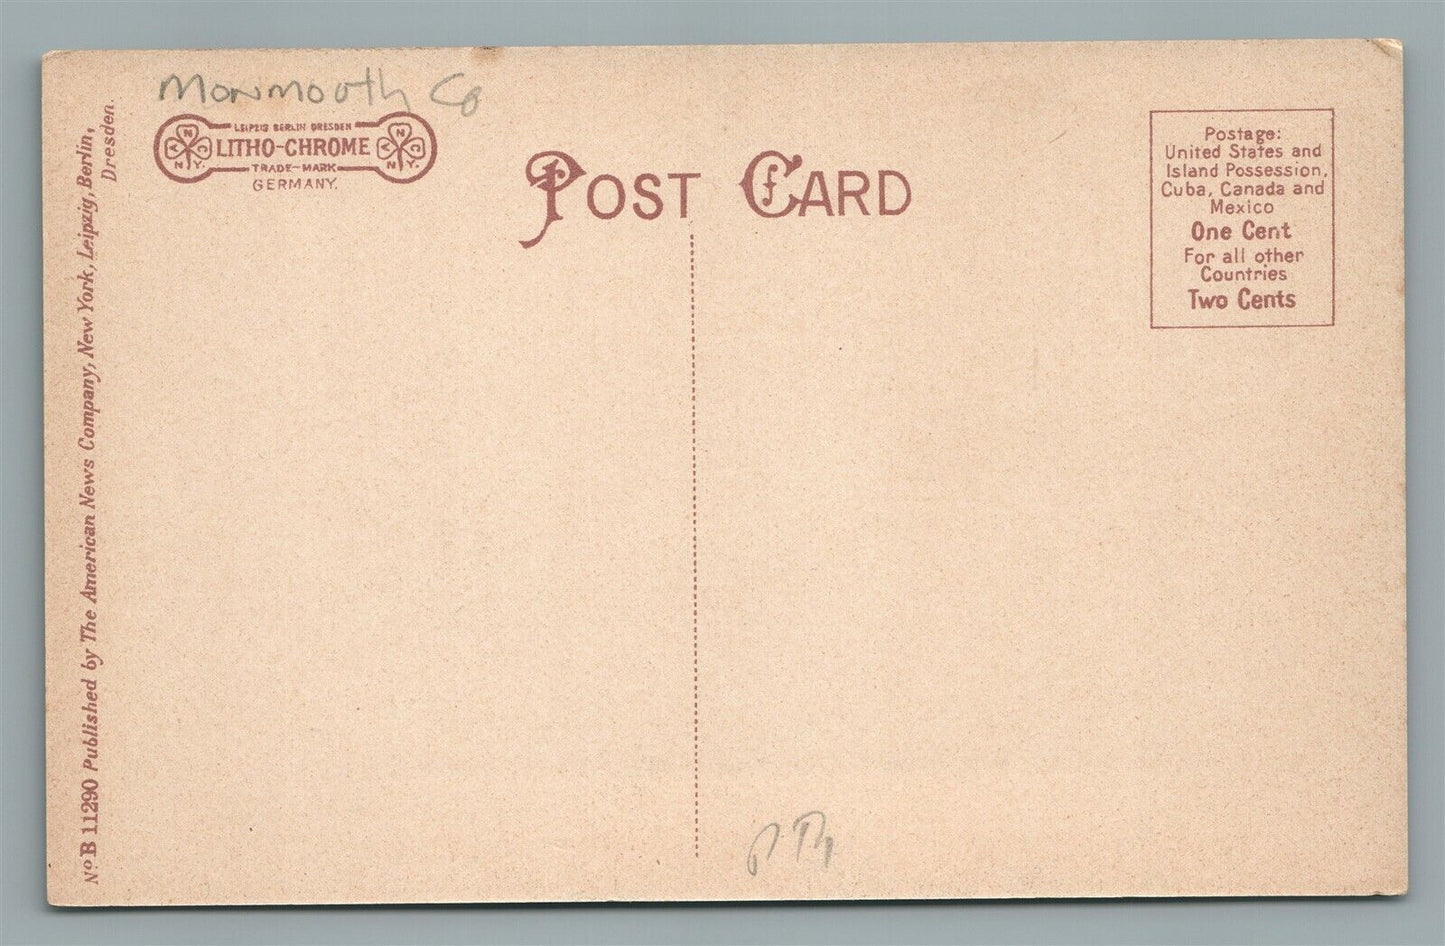 Monmouth Co
LEIPZIG BERLIN DRESDEN
LITHO-CHROME
TRADE-MARK
GERMANY.
POST CARD
Postage:
United States and
Island Possession,
Cuba, Canada and
Mexico
One Cent
For all other
Countries
Two Cents
No B 11290 Published by The American News Company, New York, Leipzig, Berlin,
Dresden.